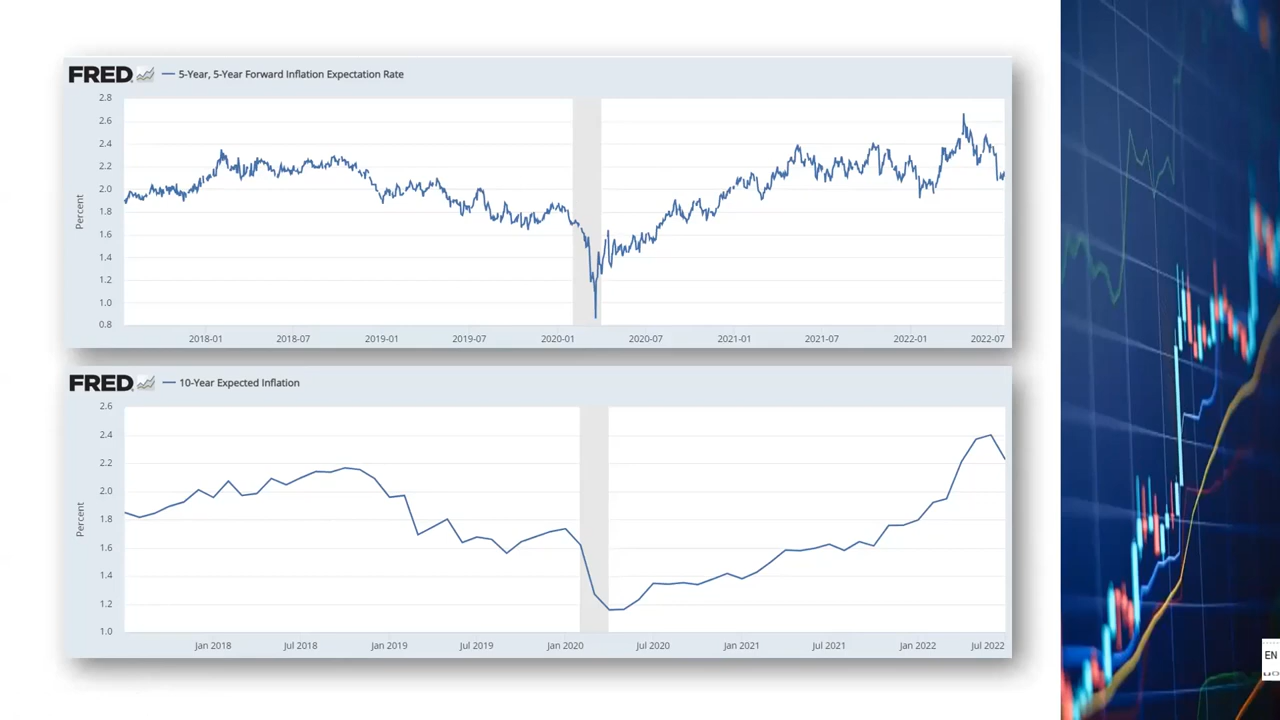 FRED 5-Year, 5-Year Forward Inflation Expectation Rate
2.8
2.6
2.4
2.2
2.0
1.8
1.6
1.4
1.2
1.0
0.8
Percent
2018-01 2018-07 2019-01 2019-07 2020-01 2020-07 2021-01 2021-07 2022-01 2022-07
FRED 10-Year Expected Inflation
2.6
2.4
2.2
2.0
1.8
1.6
1.4
1.2
1.0
Percent
Jan 2018 Jul 2018 Jan 2019 Jul 2019 Jan 2020 Jul 2020 Jan 2021 Jul 2021 Jan 2022 Jul 2022
EN